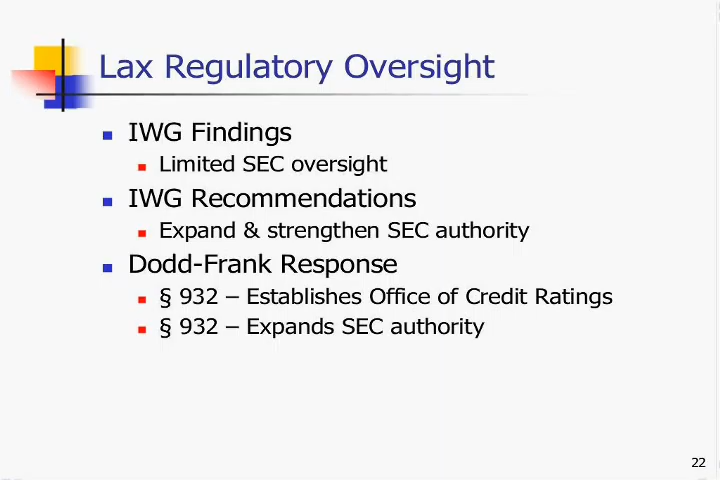 Lax Regulatory Oversight
IWG Findings
Limited SEC oversight
IWG Recommendations
Expand & strengthen SEC authority
Dodd-Frank Response
§ 932 – Establishes Office of Credit Ratings
§ 932 – Expands SEC authority
22